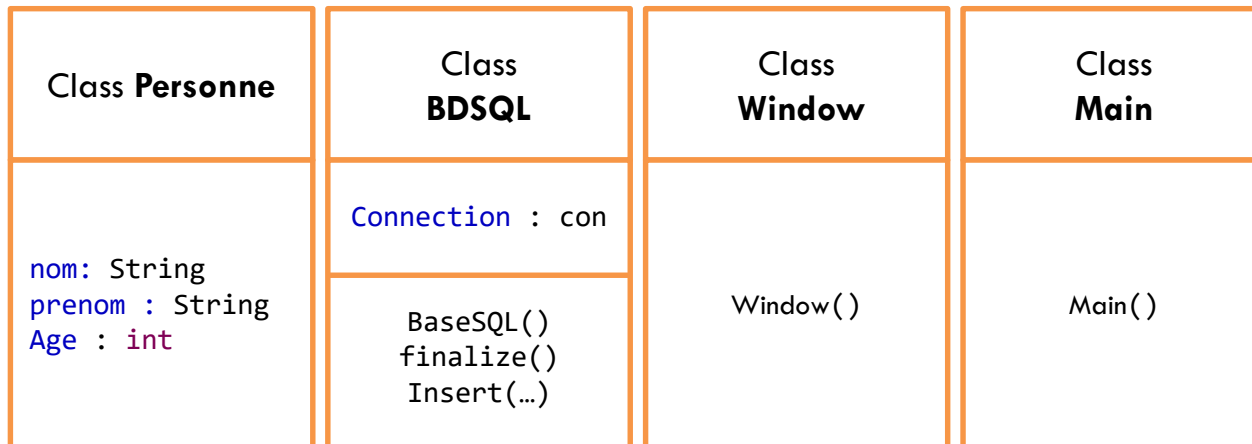 Class Personne
nom: String
prenom : String
Age : int
Class
BDSQL
Connection : con
BaseSQL()
finalize()
Insert(…)
Class
Window
Window()
Class
Main
Main()